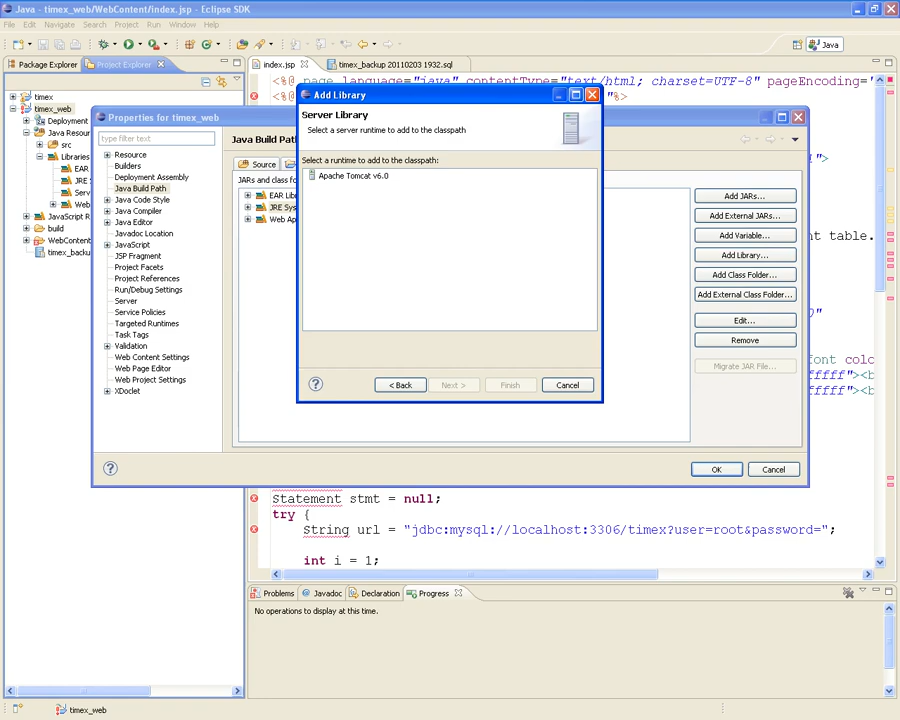 Java - timex_web/WebContent/index.jsp - Eclipse SDK
File Edit Navigate Search Project Run Window Help
Java
Package Explorer Project Explorer
index.jsp timex_backup 20110203 1932.sql
<%@ page language="java" contentType="text/html; charset=UTF-8" pageEncoding="
<%@
"%>
timex
timex_web
Deployment
Java Resour
src
Libraries
EAR
JRE
Serv
Web
JavaScript R
build
WebContent
timex_backu
Properties for timex_web
type filter text
Resource
Builders
Deployment Assembly
Java Build Path
Java Code Style
Java Compiler
Java Editor
Javadoc Location
JavaScript
JSP Fragment
Project Facets
Project References
Run/Debug Settings
Server
Service Policies
Targeted Runtimes
Task Tags
Validation
Web Content Settings
Web Page Editor
Web Project Settings
XDoclet
Java Build Path
Source
JARs and class fo
EAR Lib
JRE Sys
Web Ap
Add JARs...
Add External JARs...
Add Variable...
Add Library...
Add Class Folder...
Add External Class Folder...
Edit...
Remove
Migrate JAR File...
OK Cancel
Add Library
Server Library
Select a server runtime to add to the classpath
Select a runtime to add to the classpath:
Apache Tomcat v6.0
< Back Next > Finish Cancel
">
nt table.
0"
font colo
fffff"><b
fffff"><b
Statement stmt = null;
try {
String url = "jdbc:mysql://localhost:3306/timex?user=root&password=";
int i = 1;
Problems Javadoc Declaration Progress
No operations to display at this time.
timex_web